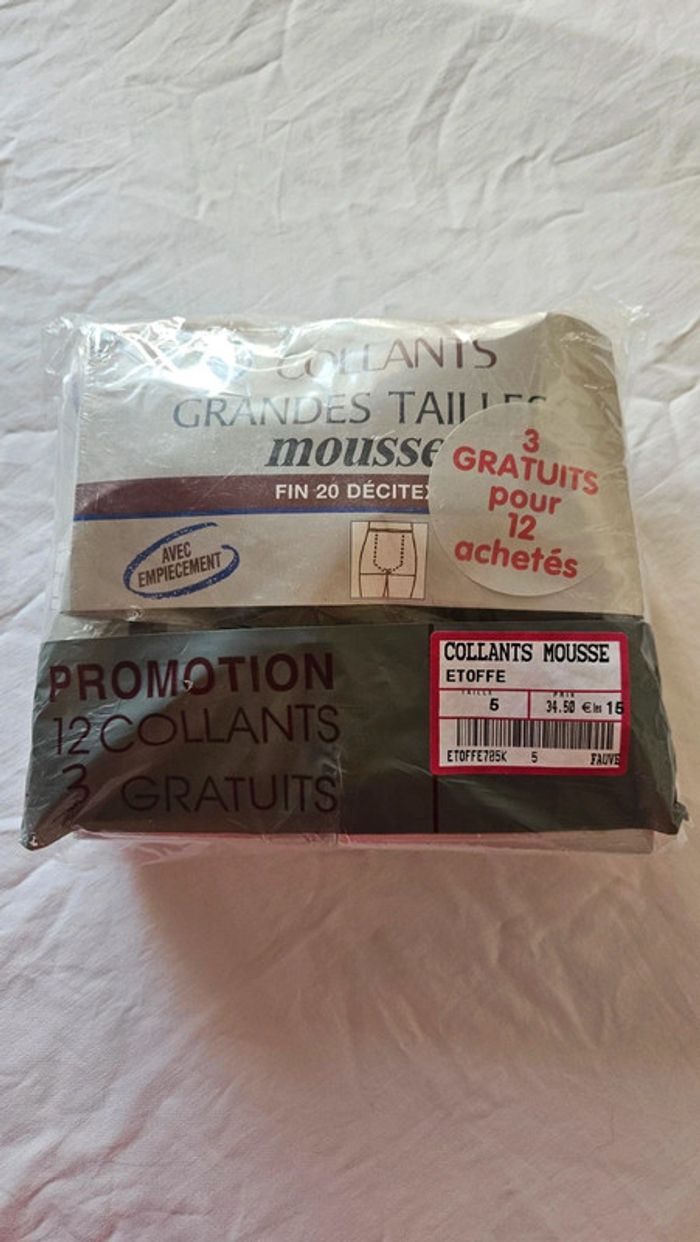 COLLANTS
GRANDES TAILLES
mousse
FIN 20 DÉCITEX
3
GRATUITS
pour
12
achetés
AVEC
EMPIECEMENT
PROMOTION
12 COLLANTS
3 GRATUITS
COLLANTS MOUSSE
ETOFFE
TAILLE
PRIX
5
34.50 € les 15
ETOFFE705K 5 FAUVE